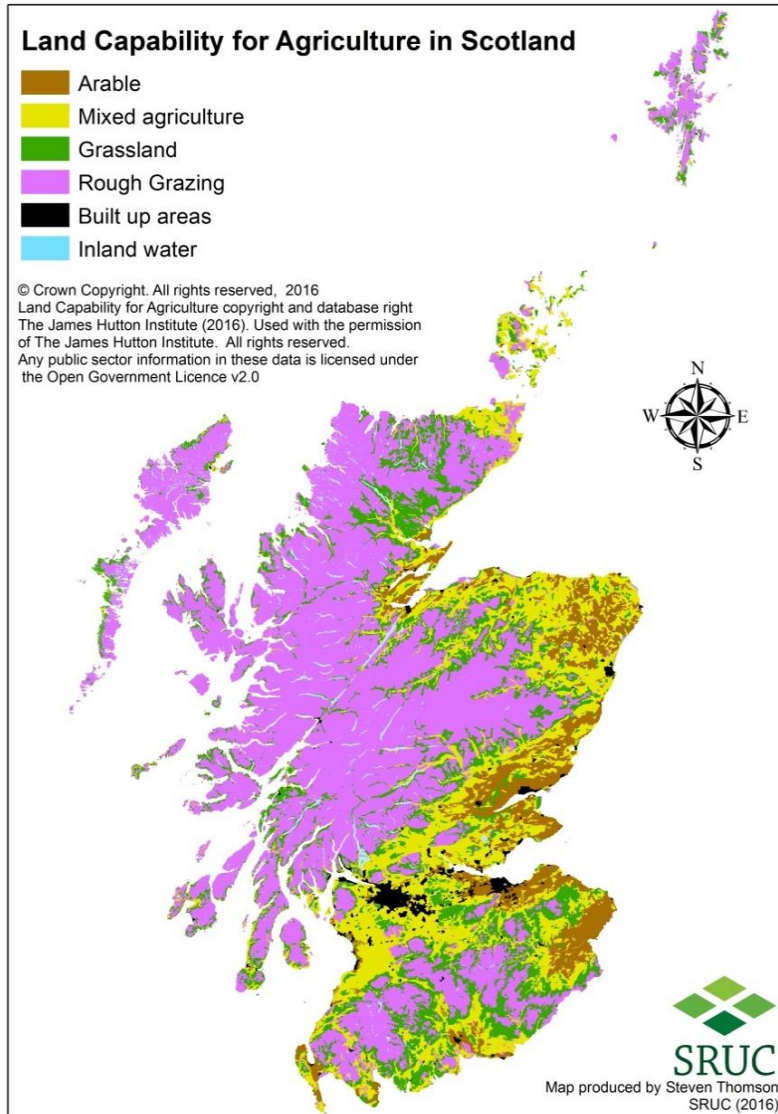 Land Capability for Agriculture in Scotland
Arable
Mixed agriculture
Grassland
Rough Grazing
Built up areas
Inland water
© Crown Copyright. All rights reserved, 2016
Land Capability for Agriculture copyright and database right
The James Hutton Institute (2016). Used with the permission
of The James Hutton Institute. All rights reserved.
Any public sector information in these data is licensed under
the Open Government Licence v2.0
N
W E
S
SRUC
Map produced by Steven Thomson
SRUC (2016)